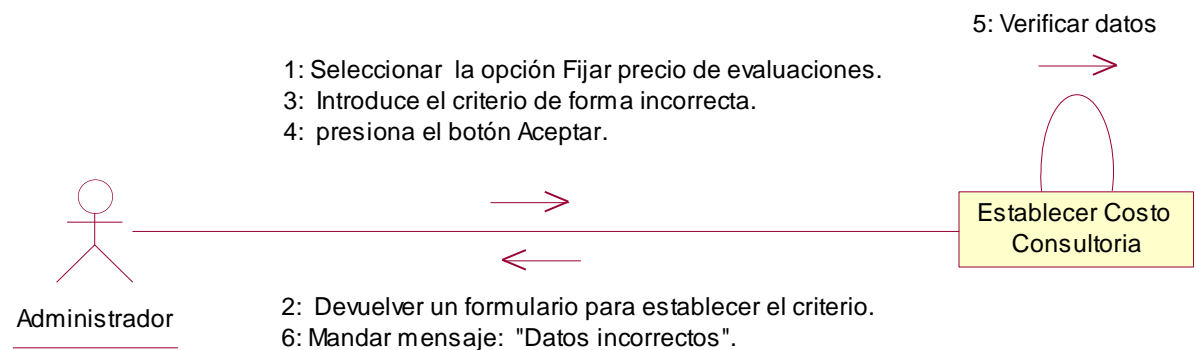 5: Verificar datos
1: Seleccionar la opción Fijar precio de evaluaciones.
3: Introduce el criterio de forma incorrecta.
4: presiona el botón Aceptar.
Establecer Costo
Consultoria
Administrador
2: Devuelver un formulario para establecer el criterio.
6: Mandar mensaje: "Datos incorrectos".